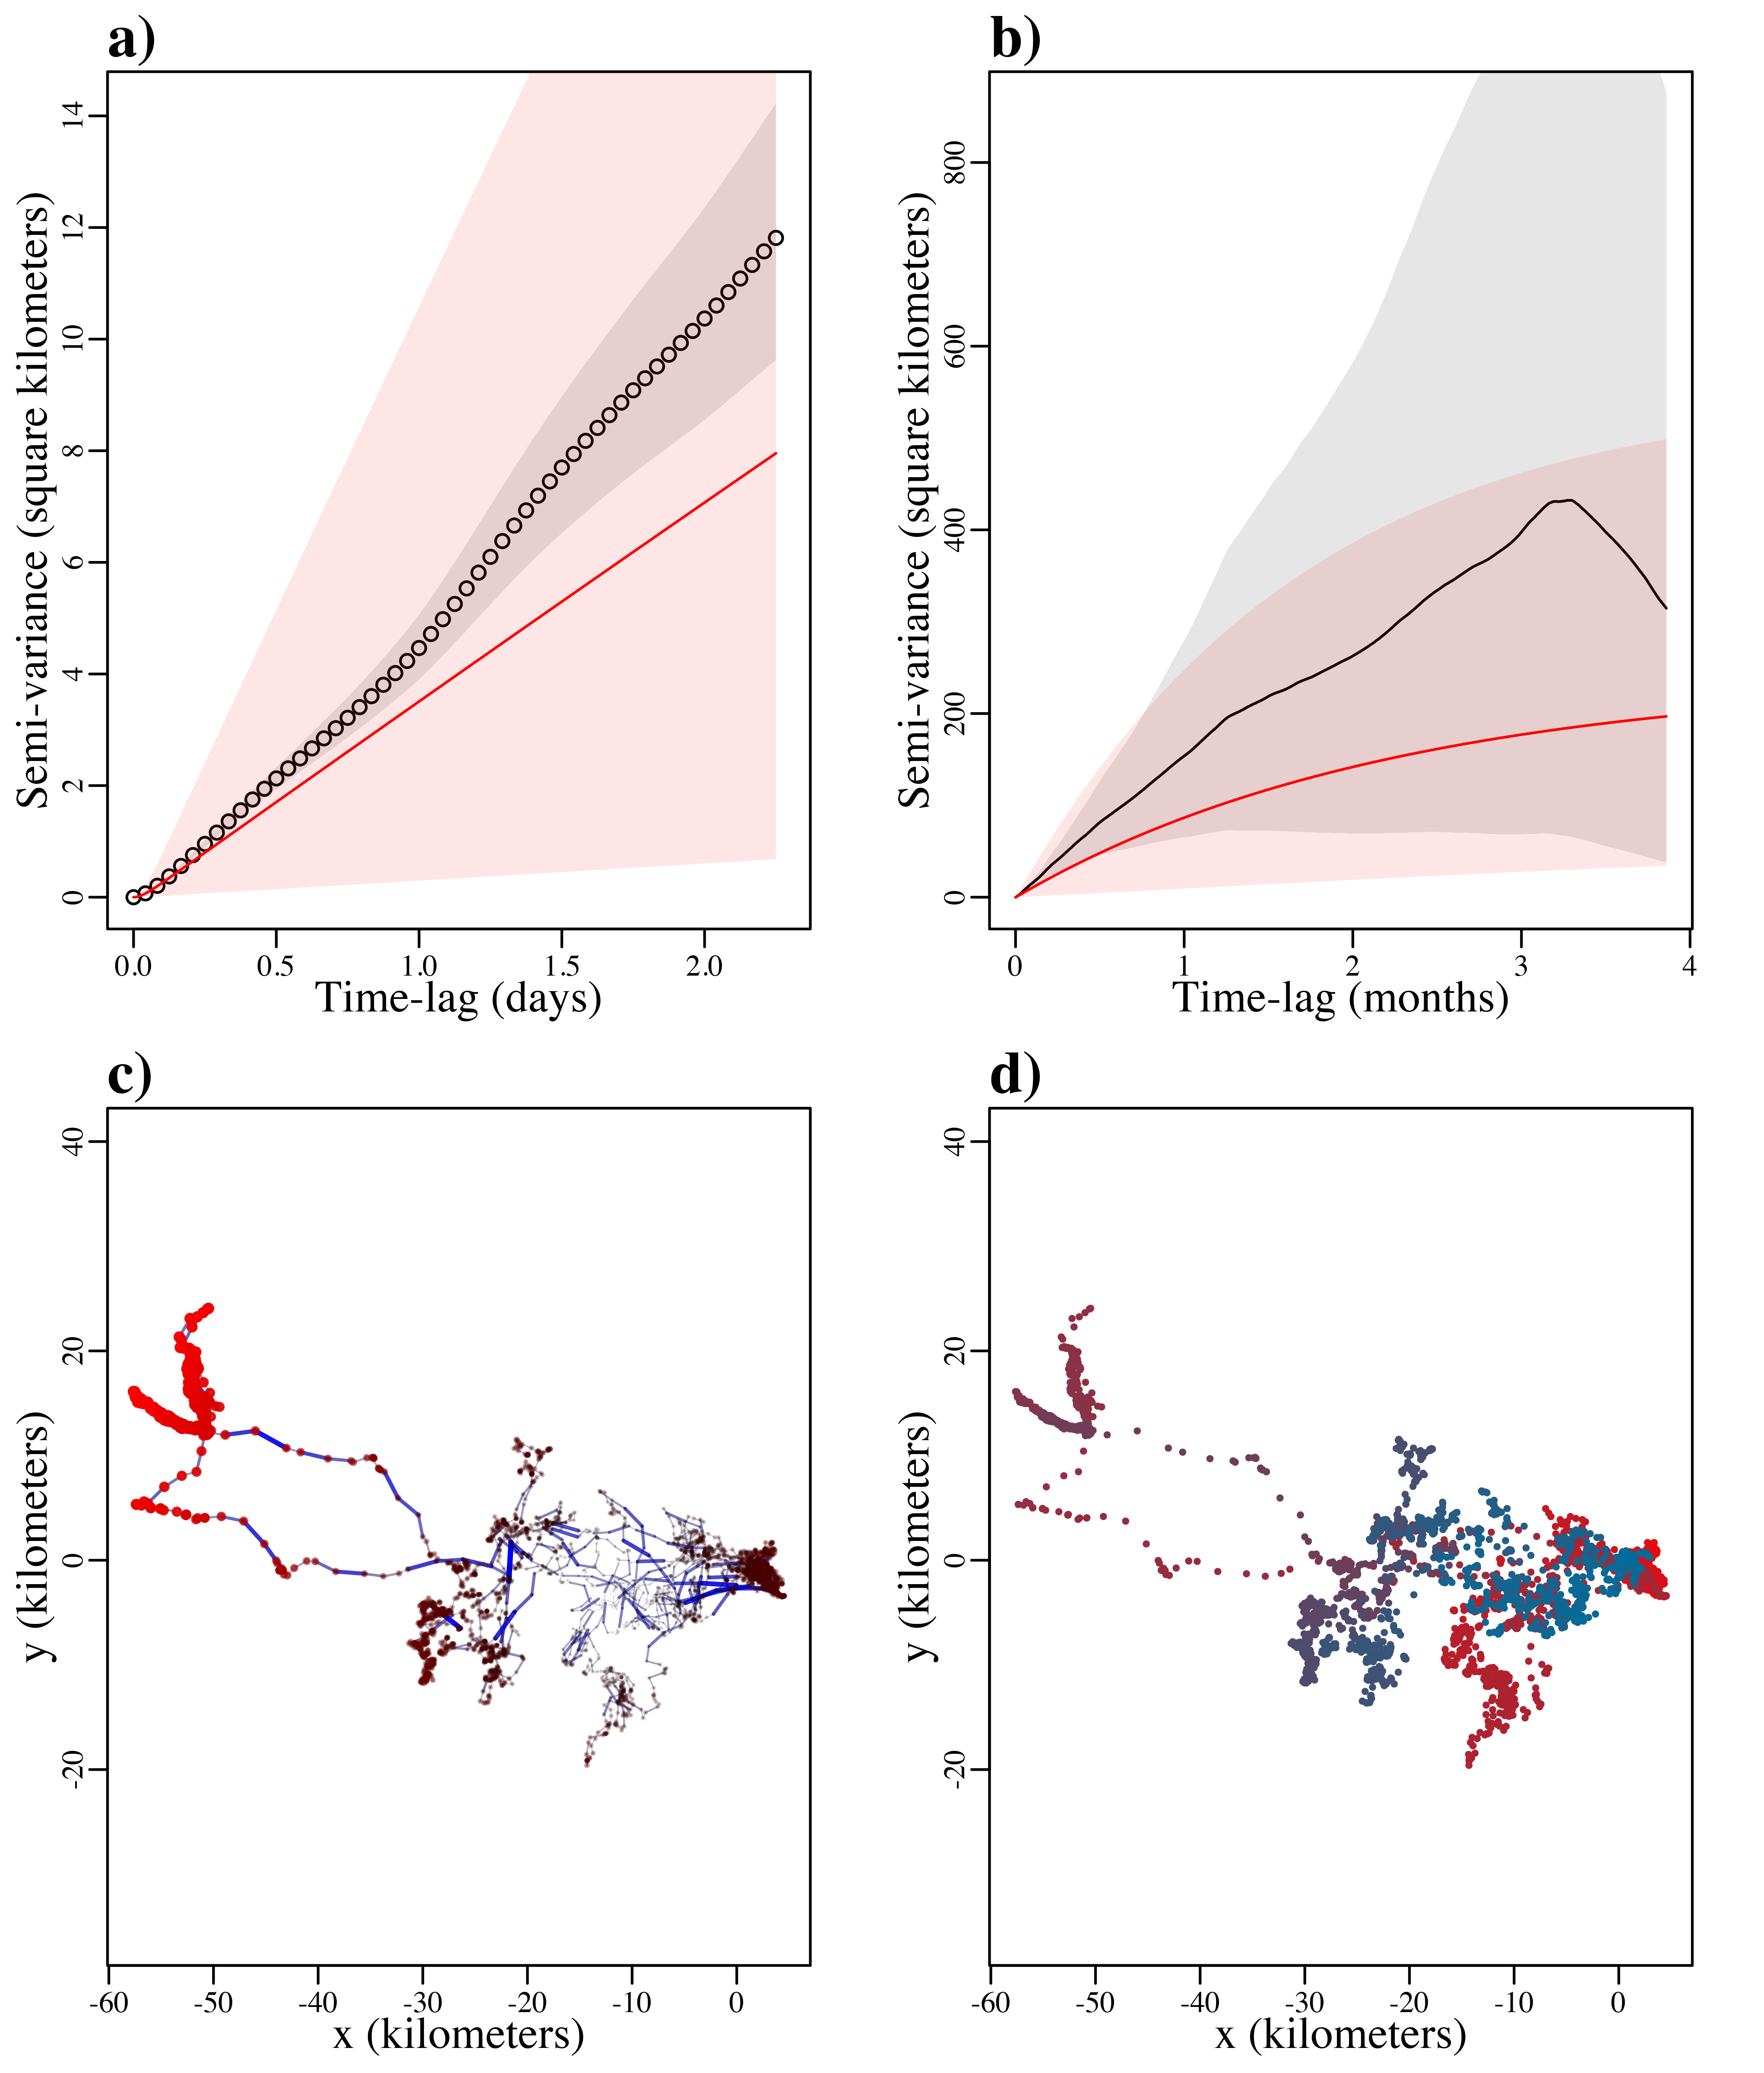 a)
Semi-variance (square kilometers)
14
12
10
8
6
4
2
0
0.0 0.5 1.0 1.5 2.0
Time-lag (days)
b)
Semi-variance (square kilometers)
800
600
400
200
0
0 1 2 3 4
Time-lag (months)
c)
y (kilometers)
40
20
0
-20
-60 -50 -40 -30 -20 -10 0
x (kilometers)
d)
y (kilometers)
40
20
0
-20
-60 -50 -40 -30 -20 -10 0
x (kilometers)